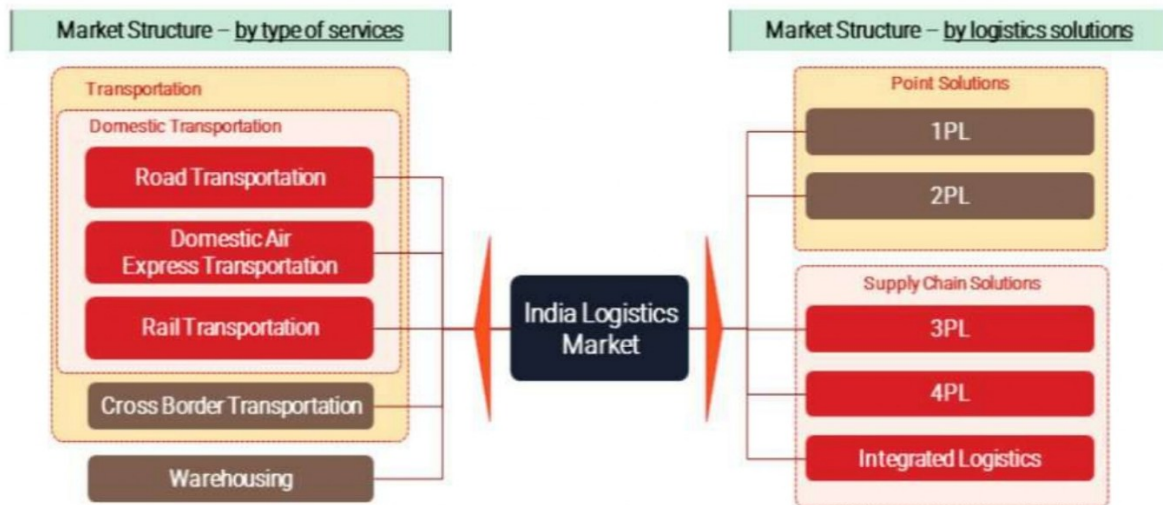 Market Structure – by type of services
Transportation
Domestic Transportation
Road Transportation
Domestic Air
Express Transportation
Rail Transportation
Cross Border Transportation
Warehousing
India Logistics
Market
Market Structure – by logistics solutions
Point Solutions
1PL
2PL
Supply Chain Solutions
3PL
4PL
Integrated Logistics